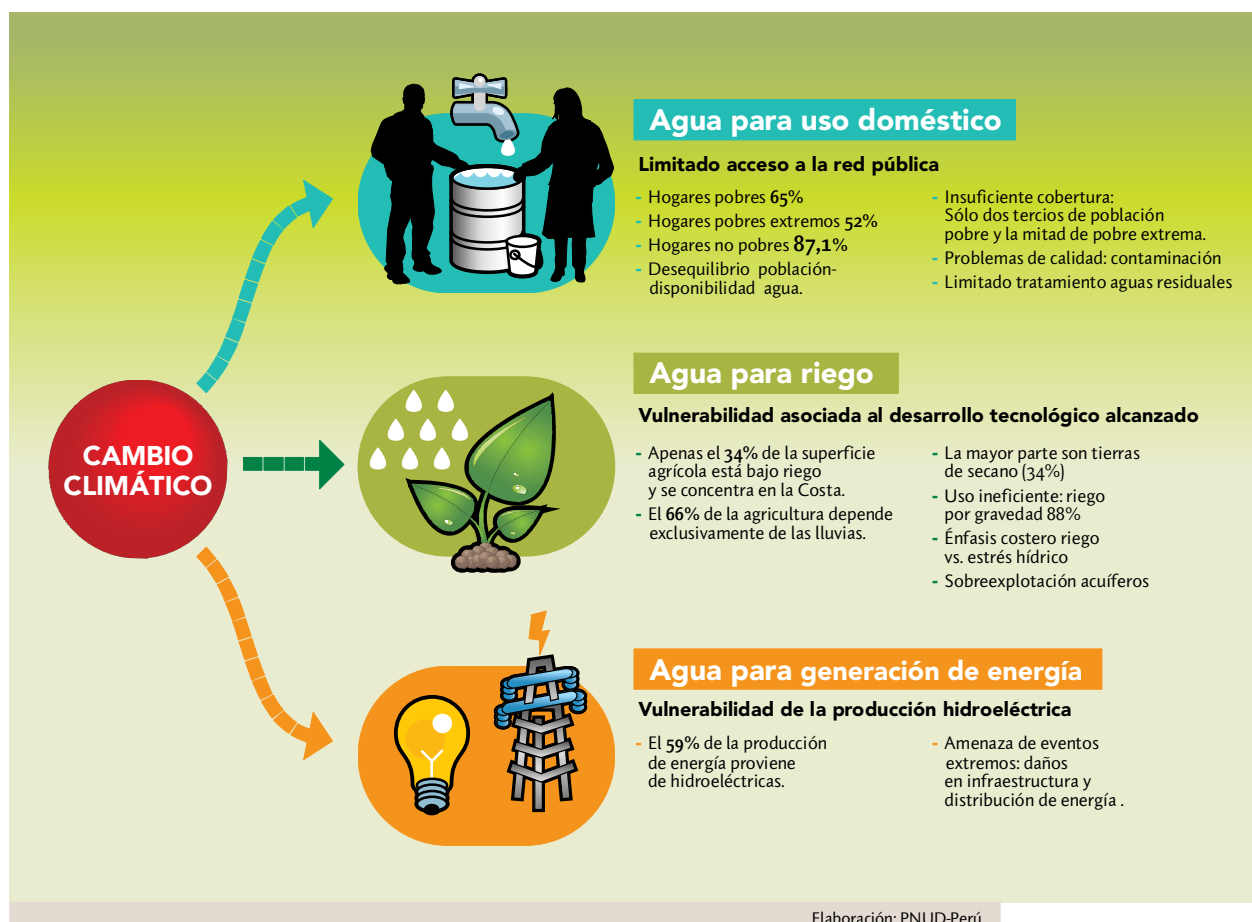 CAMBIO
CLIMÁTICO
Agua para uso doméstico
Limitado acceso a la red pública
- Hogares pobres 65%
- Hogares pobres extremos 52%
- Hogares no pobres 87,1%
- Desequilibrio población-
disponibilidad agua.
- Insuficiente cobertura:
Sólo dos tercios de población
pobre y la mitad de pobre extrema.
- Problemas de calidad: contaminación
- Limitado tratamiento aguas residuales
Agua para riego
Vulnerabilidad asociada al desarrollo tecnológico alcanzado
- Apenas el 34% de la superficie
agrícola está bajo riego
y se concentra en la Costa.
- El 66% de la agricultura depende
exclusivamente de las lluvias.
- La mayor parte son tierras
de secano (34%)
- Uso ineficiente: riego
por gravedad 88%
- Énfasis costero riego
vs. estrés hídrico
- Sobreexplotación acuíferos
Agua para generación de energía
Vulnerabilidad de la producción hidroeléctrica
- El 59% de la producción
de energía proviene
de hidroeléctricas.
- Amenaza de eventos
extremos: daños
en infraestructura y
distribución de energía .
Elaboración: PNUD-Perú